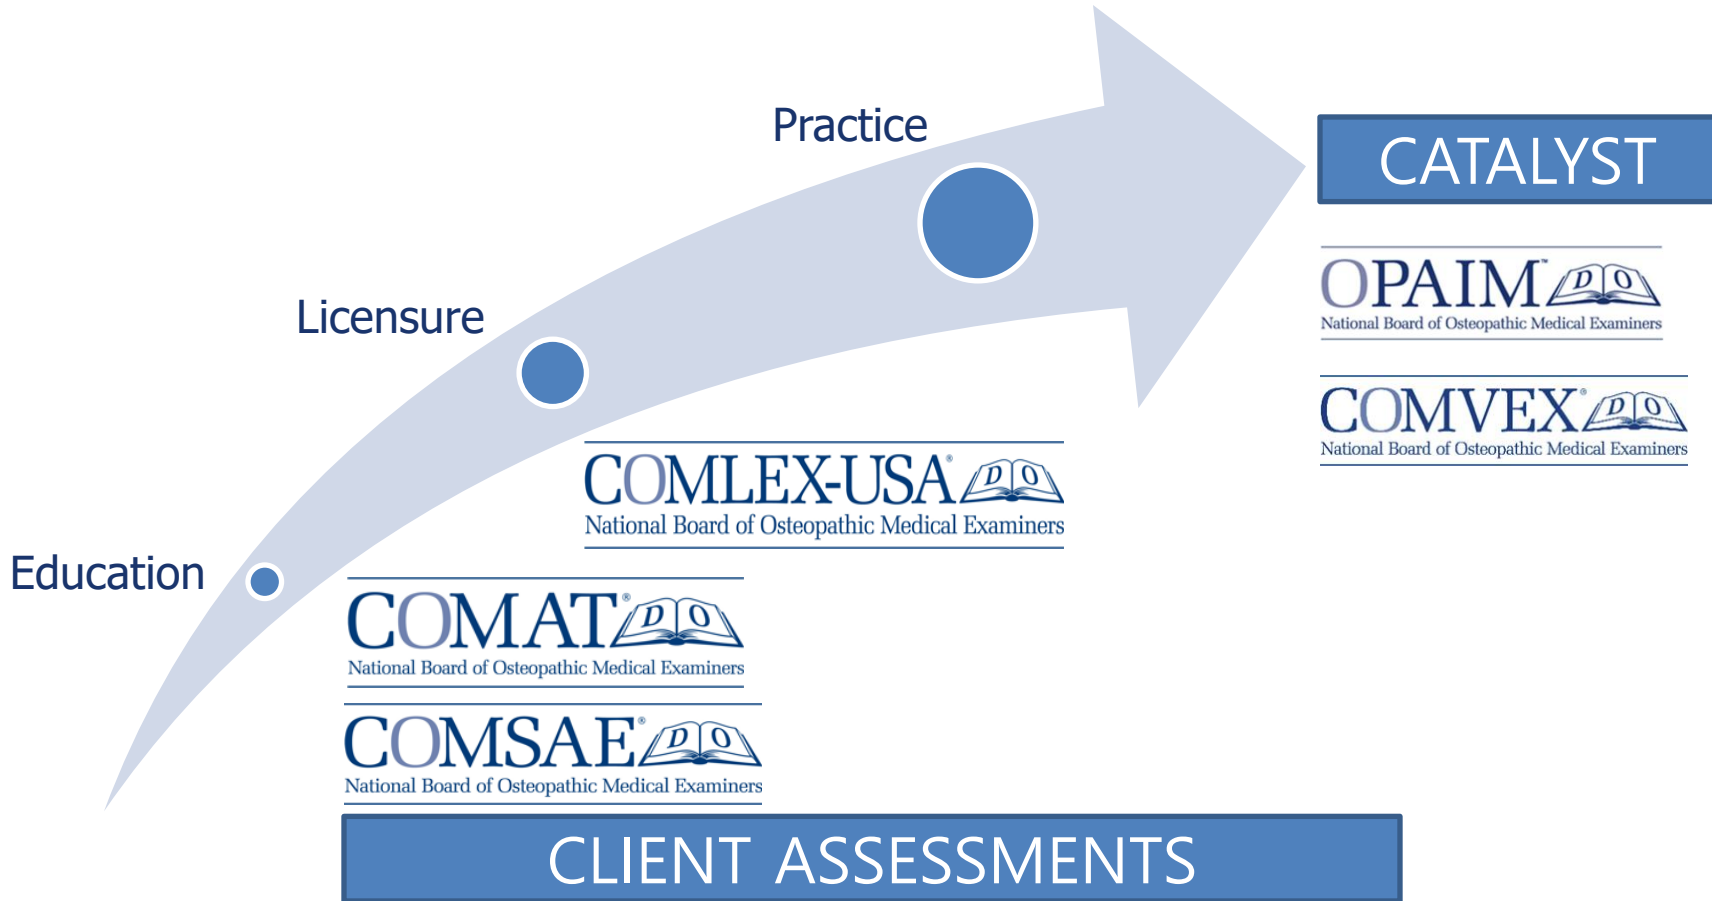 Practice
CATALYST
OPAIM™ D O
National Board of Osteopathic Medical Examiners
Licensure
COMVEX® D O
National Board of Osteopathic Medical Examiners
COMLEX-USA® D O
National Board of Osteopathic Medical Examiners
Education
COMAT® D O
National Board of Osteopathic Medical Examiners
COMSAE® D O
National Board of Osteopathic Medical Examiners
CLIENT ASSESSMENTS